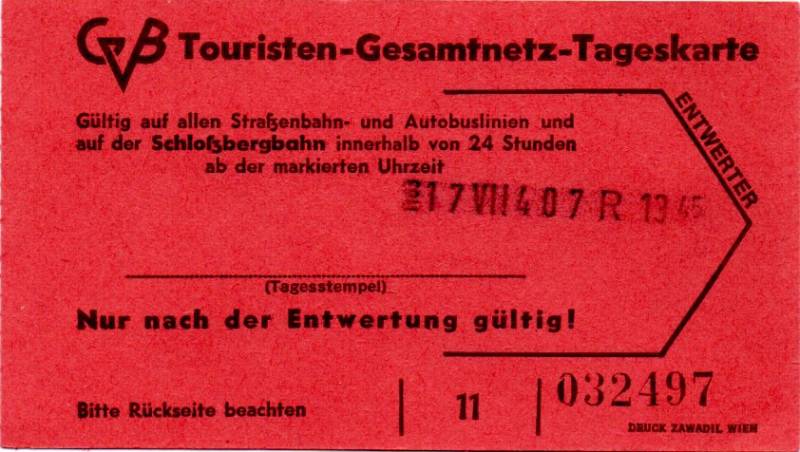 GVB Touristen-Gesamtnetz-Tageskarte
Gültig auf allen Straßenbahn- und Autobuslinien und
auf der Schloßbergbahn innerhalb von 24 Stunden
ab der markierten Uhrzeit
ENTWERTER
17 VII 407 R 13 45
(Tagesstempel)
Nur nach der Entwertung gültig!
Bitte Rückseite beachten
11
032497
DRUCK ZAWADIL WIEN